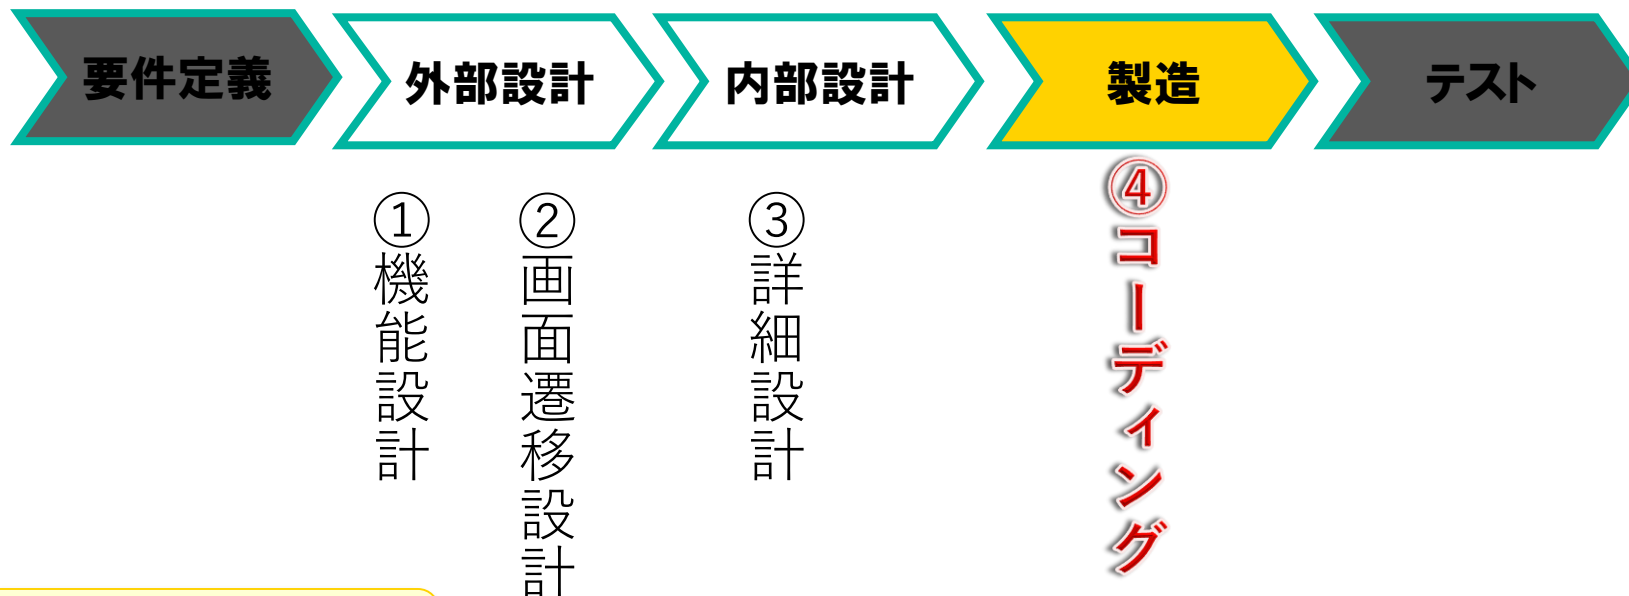 要件定義
外部設計
内部設計
製造
テスト
①機能設計
②画面遷移設計
③詳細設計
④コーディング